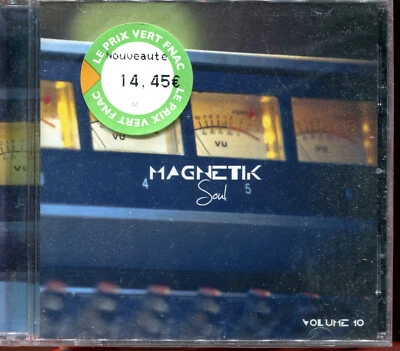 LE PRIX VERT FNAC
Nouveauté
14,45€
LE PRIX VERT FNAC
VU
VU
VU
MAGNETIK
Soul
4
5
VOLUME 10